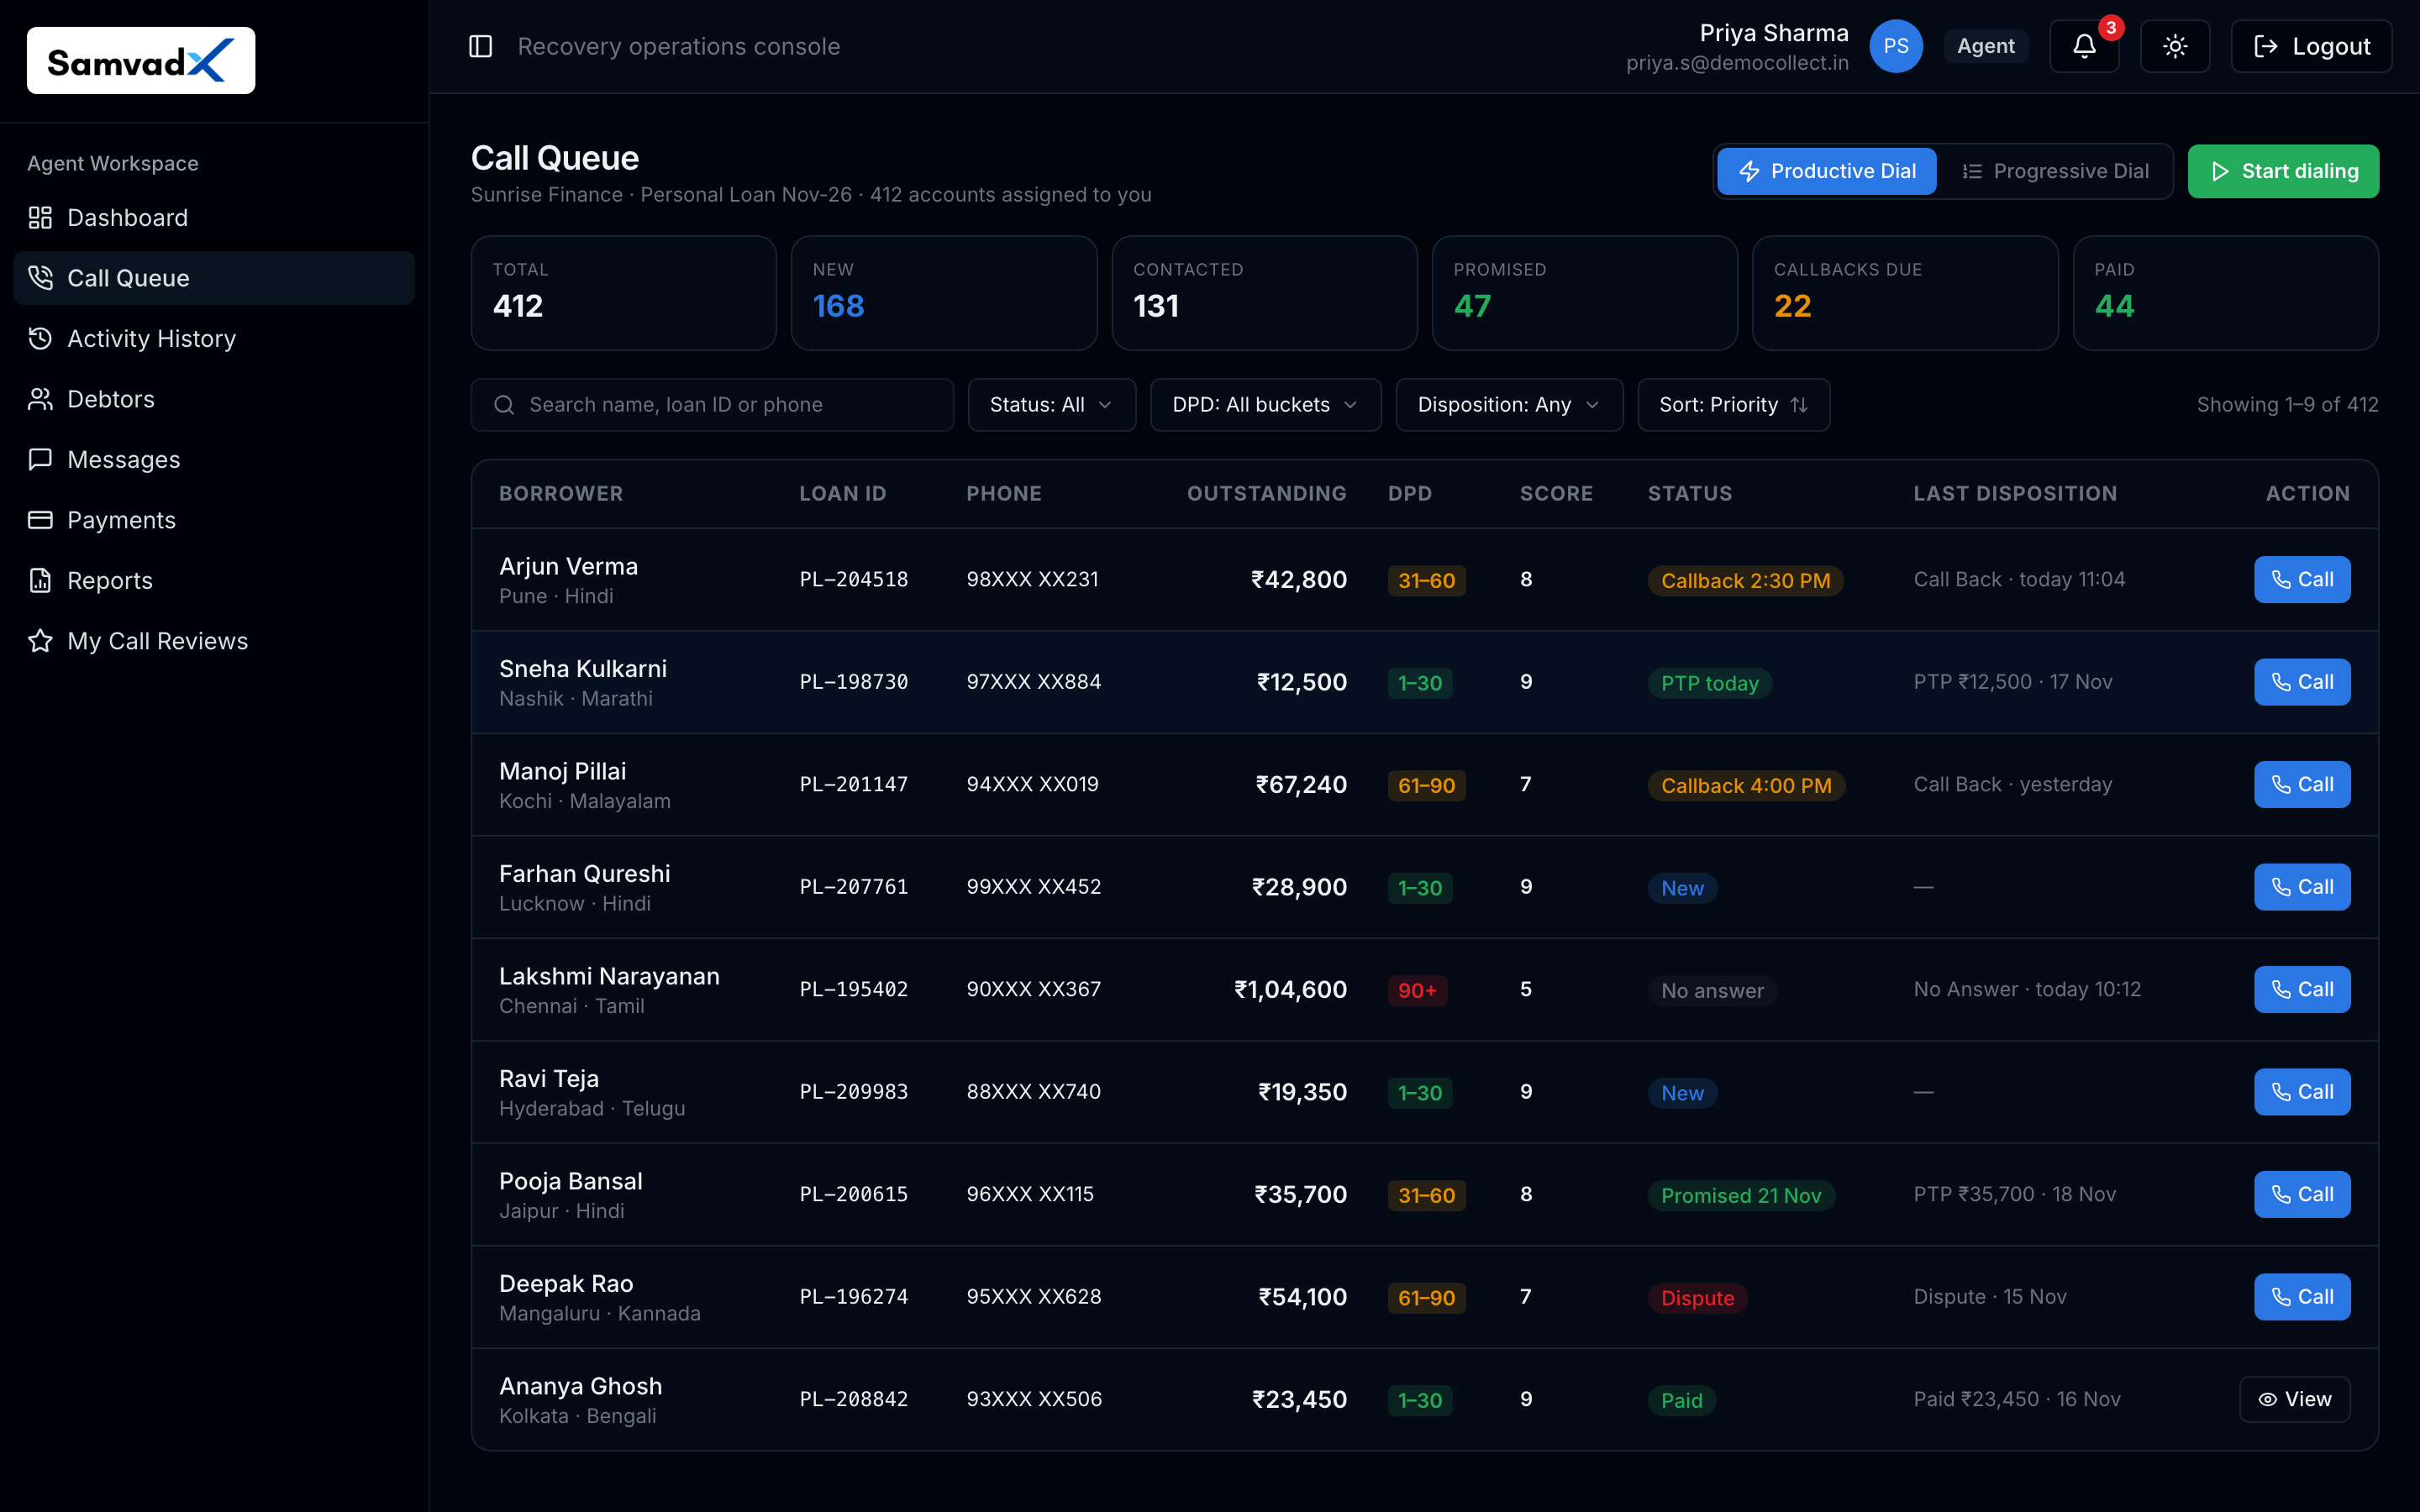 SamvadX
Recovery operations console
Priya Sharma
priya.s@democollect.in
PS
Agent
3
Logout
Agent Workspace
Dashboard
Call Queue
Activity History
Debtors
Messages
Payments
Reports
My Call Reviews
Call Queue
Sunrise Finance · Personal Loan Nov-26 · 412 accounts assigned to you
Productive Dial
Progressive Dial
Start dialing
TOTAL
412
NEW
168
CONTACTED
131
PROMISED
47
CALLBACKS DUE
22
PAID
44
Search name, loan ID or phone
Status: All
DPD: All buckets
Disposition: Any
Sort: Priority
Showing 1–9 of 412
BORROWER LOAN ID PHONE OUTSTANDING DPD SCORE STATUS LAST DISPOSITION ACTION
Arjun Verma
Pune · Hindi
PL–204518 98XXX XX231 ₹42,800 31–60 8 Callback 2:30 PM Call Back · today 11:04 Call
Sneha Kulkarni
Nashik · Marathi
PL–198730 97XXX XX884 ₹12,500 1–30 9 PTP today PTP ₹12,500 · 17 Nov Call
Manoj Pillai
Kochi · Malayalam
PL–201147 94XXX XX019 ₹67,240 61–90 7 Callback 4:00 PM Call Back · yesterday Call
Farhan Qureshi
Lucknow · Hindi
PL–207761 99XXX XX452 ₹28,900 1–30 9 New — Call
Lakshmi Narayanan
Chennai · Tamil
PL–195402 90XXX XX367 ₹1,04,600 90+ 5 No answer No Answer · today 10:12 Call
Ravi Teja
Hyderabad · Telugu
PL–209983 88XXX XX740 ₹19,350 1–30 9 New — Call
Pooja Bansal
Jaipur · Hindi
PL–200615 96XXX XX115 ₹35,700 31–60 8 Promised 21 Nov PTP ₹35,700 · 18 Nov Call
Deepak Rao
Mangaluru · Kannada
PL–196274 95XXX XX628 ₹54,100 61–90 7 Dispute Dispute · 15 Nov Call
Ananya Ghosh
Kolkata · Bengali
PL–208842 93XXX XX506 ₹23,450 1–30 9 Paid Paid ₹23,450 · 16 Nov View